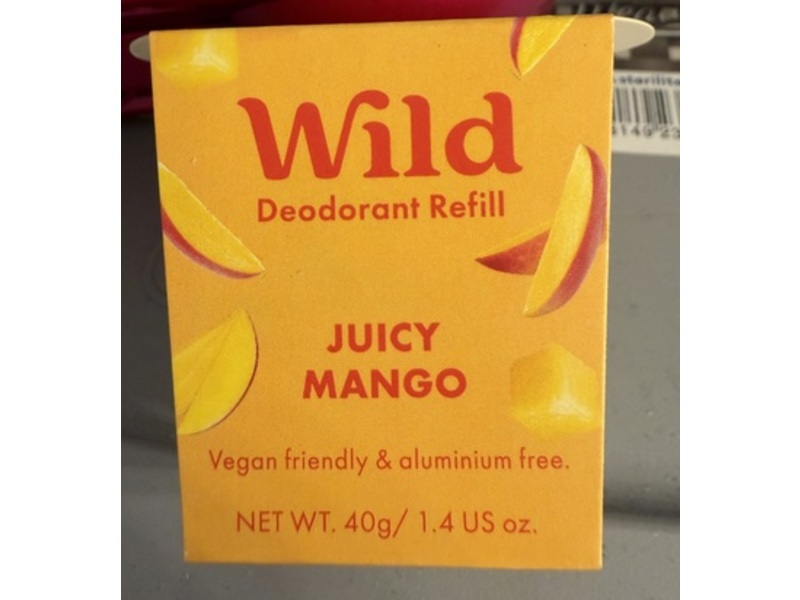 Wild
Deodorant Refill
JUICY
MANGO
Vegan friendly & aluminium free.
NET WT. 40g/ 1.4 US oz.